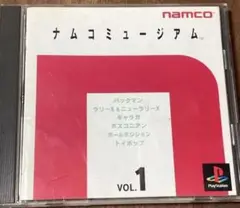 namco
ナムコミュージアム
パックマン
ラリーX&ニューラリーX
ギャラガ
ボスコニアン
ポールポジション
トイポップ
VOL. 1
PlayStation